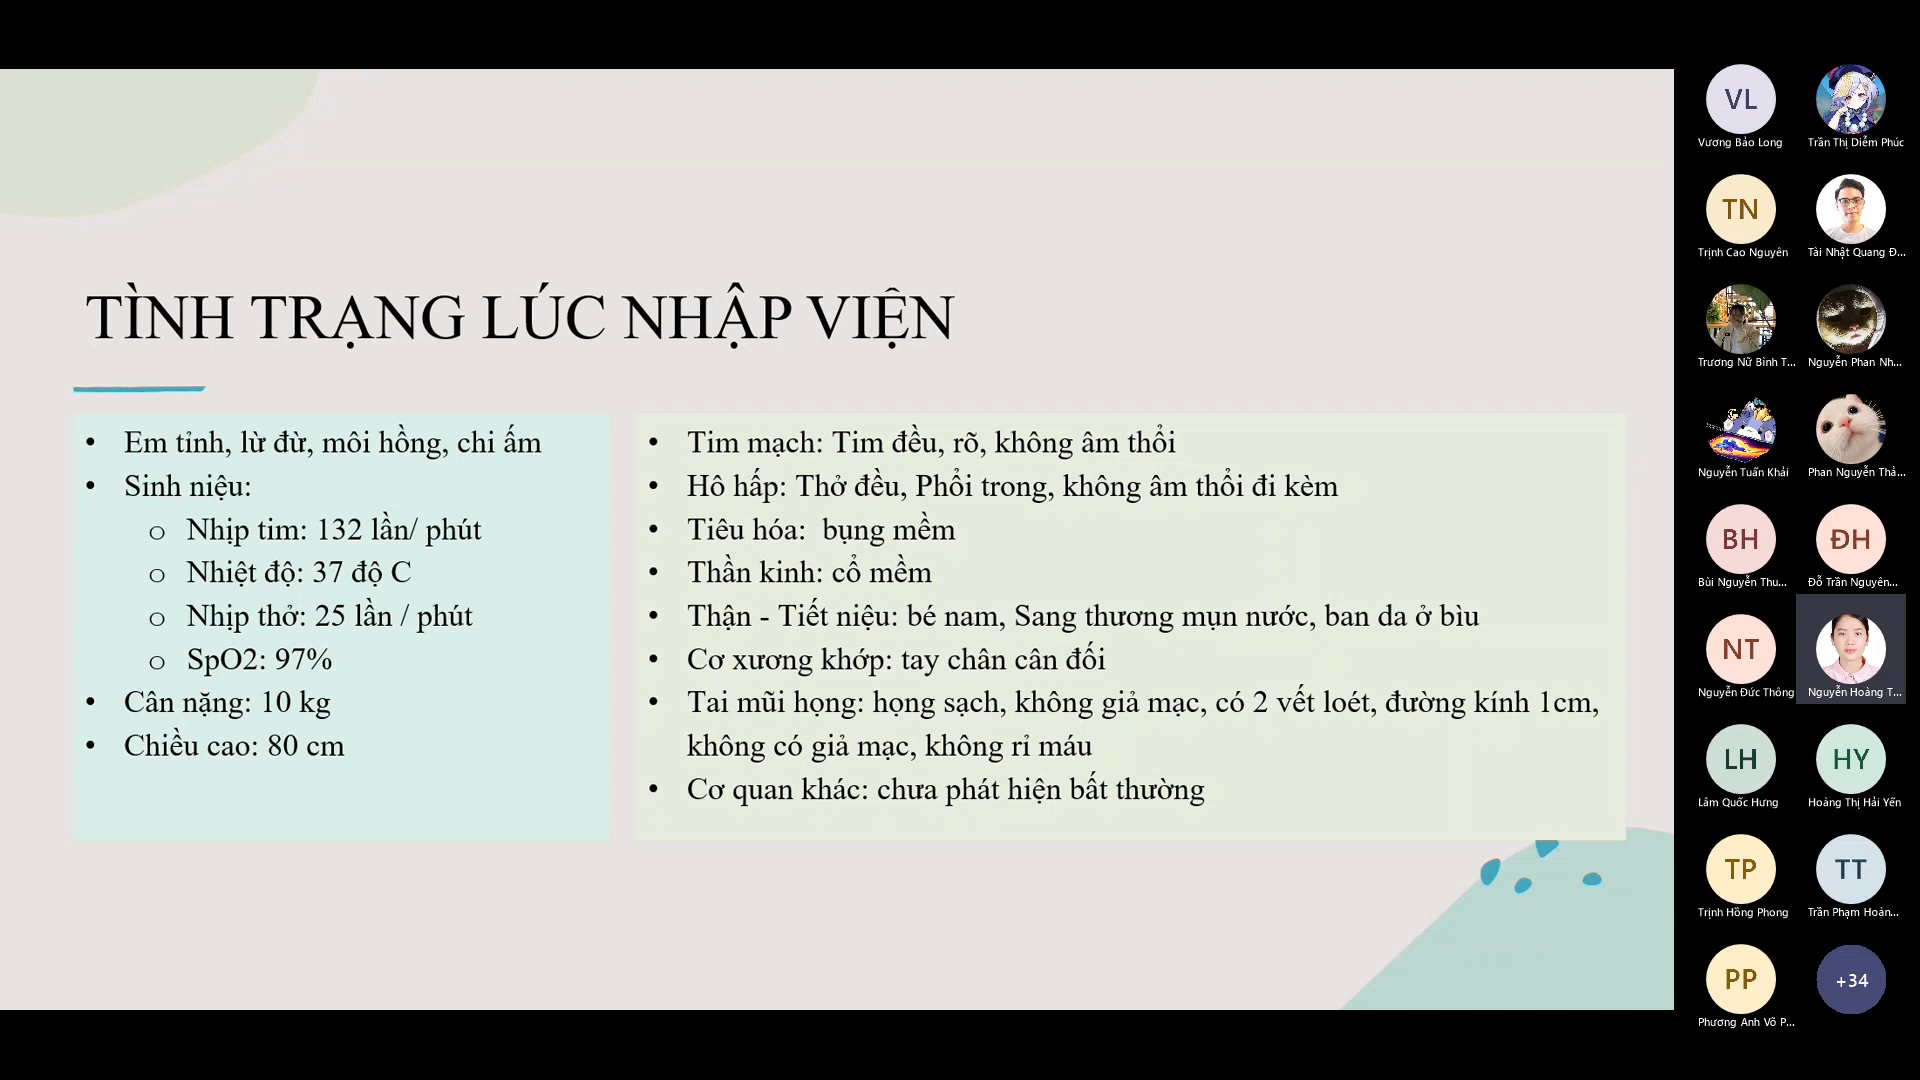 TÌNH TRẠNG LÚC NHẬP VIỆN
• Em tỉnh, lừ đừ, môi hồng, chi ấm
• Sinh niệu:
o Nhịp tim: 132 lần/ phút
o Nhiệt độ: 37 độ C
o Nhịp thở: 25 lần / phút
o SpO2: 97%
• Cân nặng: 10 kg
• Chiều cao: 80 cm
• Tim mạch: Tim đều, rõ, không âm thổi
• Hô hấp: Thở đều, Phổi trong, không âm thổi đi kèm
• Tiêu hóa:  bụng mềm
• Thần kinh: cổ mềm
• Thận - Tiết niệu: bé nam, Sang thương mụn nước, ban da ở bìu
• Cơ xương khớp: tay chân cân đối
• Tai mũi họng: họng sạch, không giả mạc, có 2 vết loét, đường kính 1cm,
không có giả mạc, không rỉ máu
• Cơ quan khác: chưa phát hiện bất thường
VL
Vương Bảo Long
Trần Thị Diễm Phúc
TN
Trịnh Cao Nguyên
Tài Nhật Quang Đ...
Trương Nữ Bình T...
Nguyễn Phan Nh...
Nguyễn Tuấn Khải
Phan Nguyễn Thả...
BH
Bùi Nguyễn Thu...
ĐH
Đỗ Trần Nguyên...
NT
Nguyễn Đức Thông
Nguyễn Hoàng T...
LH
Lâm Quốc Hưng
HY
Hoàng Thị Hải Yến
TP
Trịnh Hồng Phong
TT
Trần Phạm Hoàn...
PP
Phương Anh Võ P...
+34